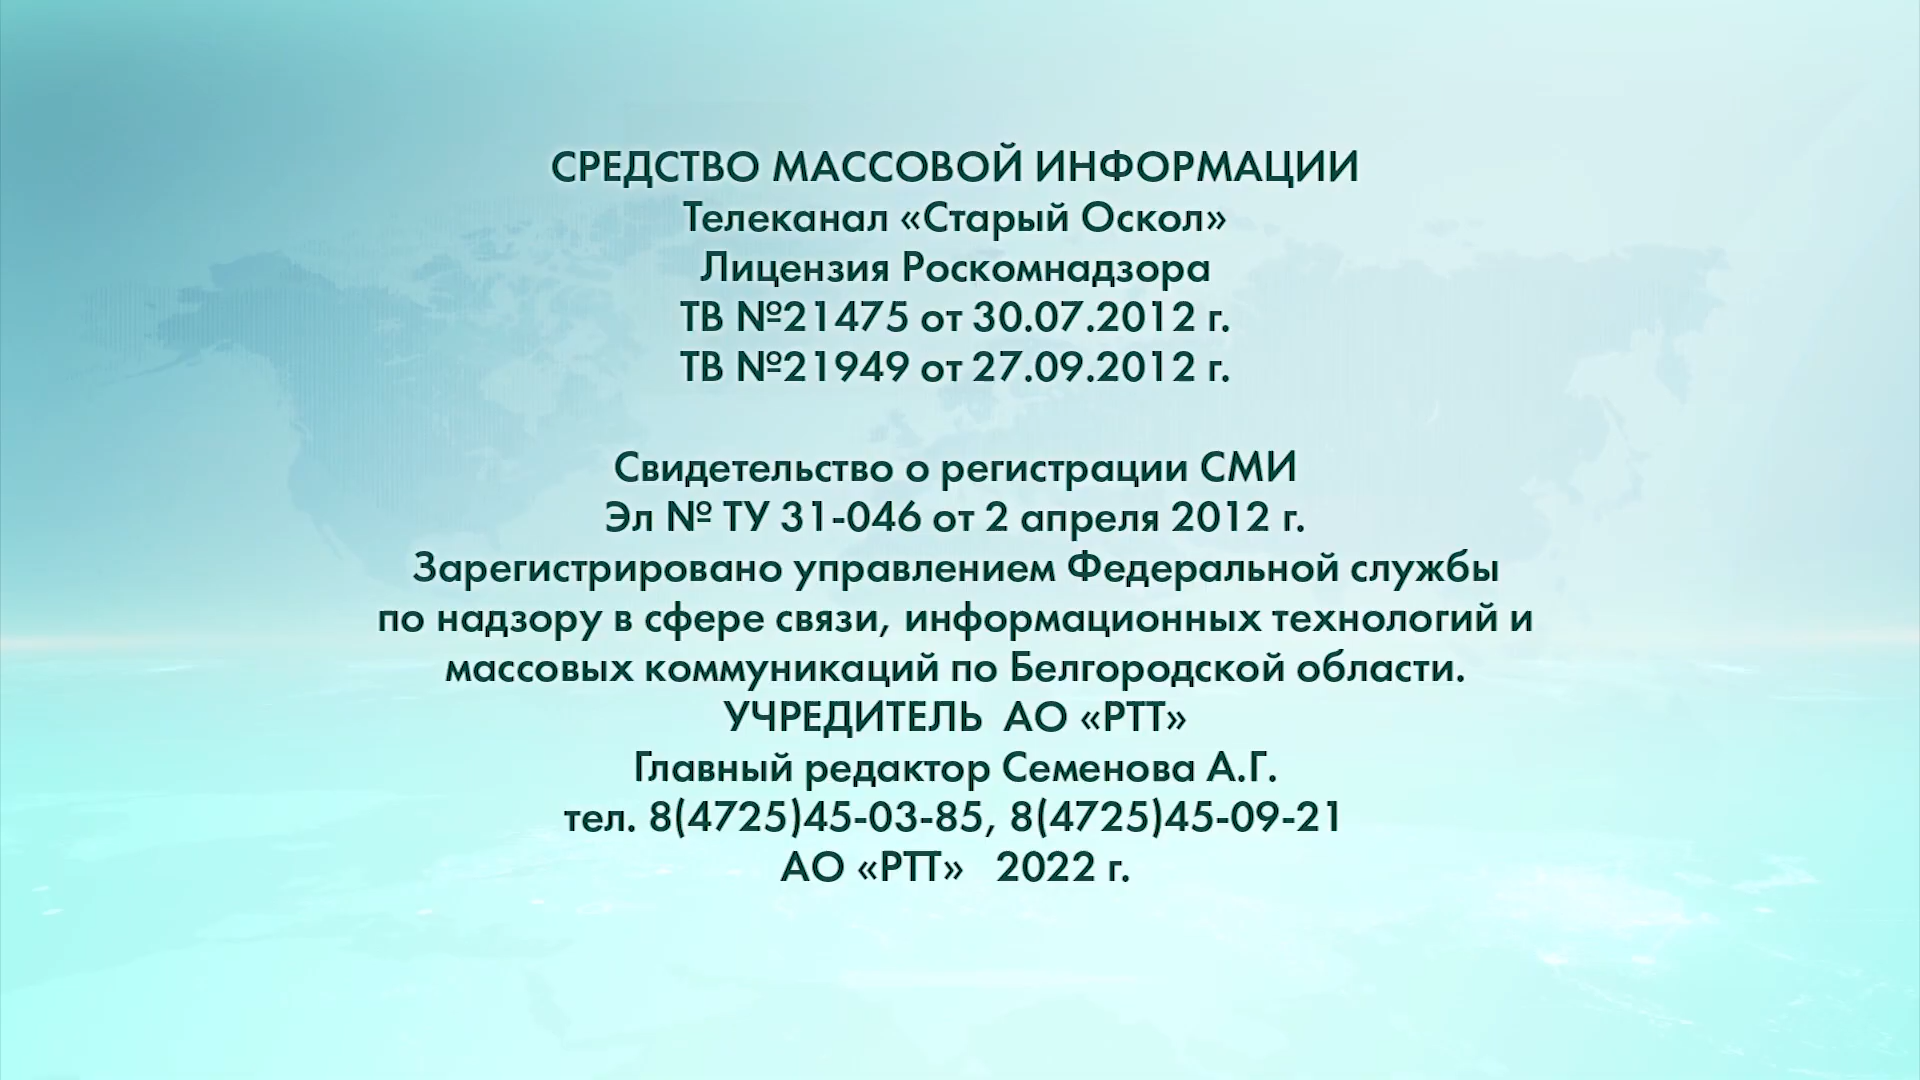 СРЕДСТВО МАССОВОЙ ИНФОРМАЦИИ
Телеканал «Старый Оскол»
Лицензия Роскомнадзора
ТВ №21475 от 30.07.2012 г.
ТВ №21949 от 27.09.2012 г.
Свидетельство о регистрации СМИ
Эл № ТУ 31-046 от 2 апреля 2012 г.
Зарегистрировано управлением Федеральной службы
по надзору в сфере связи, информационных технологий и
массовых коммуникаций по Белгородской области.
УЧРЕДИТЕЛЬ АО «РТТ»
Главный редактор Семенова А.Г.
тел. 8(4725)45-03-85, 8(4725)45-09-21
АО «РТТ» 2022 г.